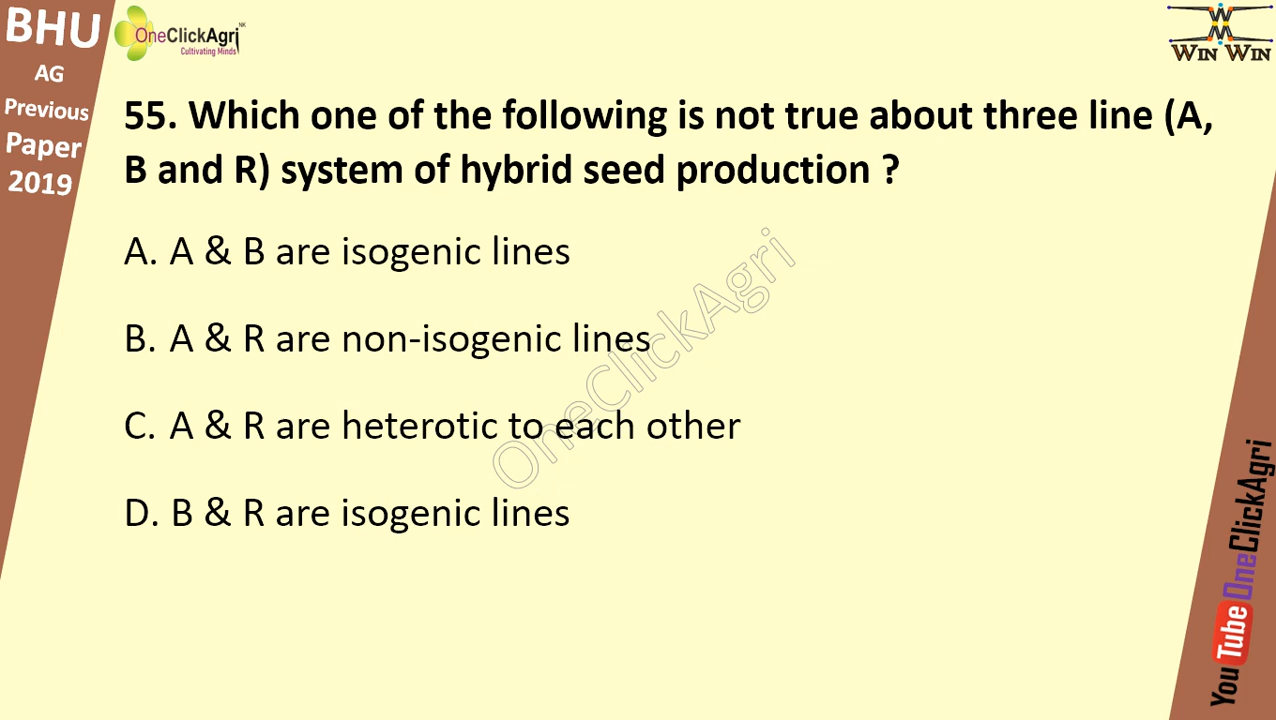 BHU
AG
Previous
Paper
2019
OneClickAgri NK
Cultivating Minds
WIN WIN
55. Which one of the following is not true about three line (A,
B and R) system of hybrid seed production ?
A. A & B are isogenic lines
B. A & R are non-isogenic lines
C. A & R are heterotic to each other
D. B & R are isogenic lines
OneClickAgri
YouTube OneClickAgri